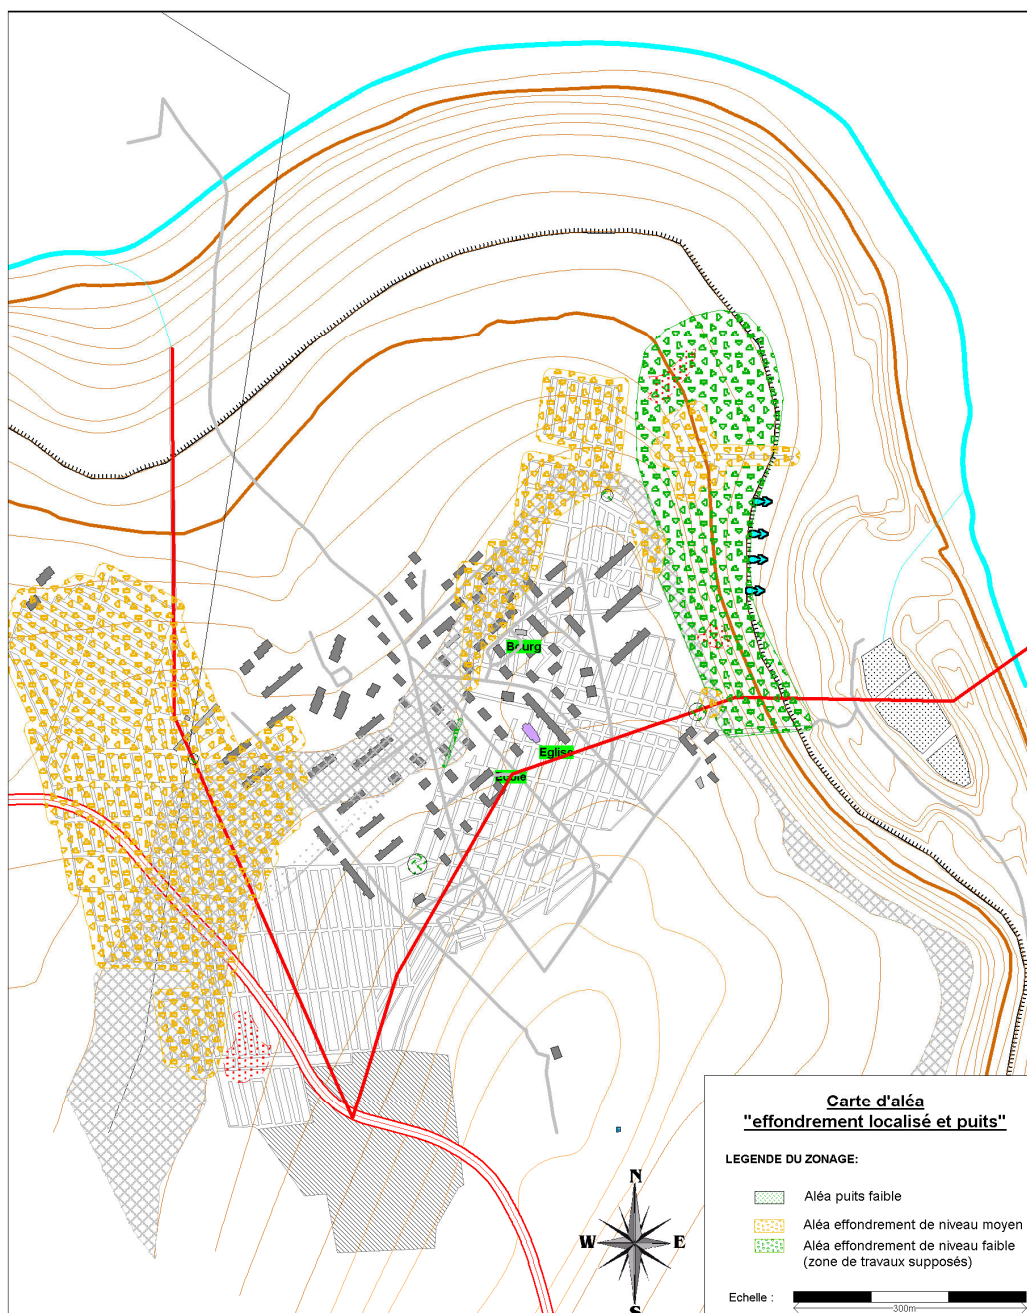 Bourg
Eglise
Ecole
Carte d'aléa
"effondrement localisé et puits"
LEGENDE DU ZONAGE:
Aléa puits faible
Aléa effondrement de niveau moyen
Aléa effondrement de niveau faible
(zone de travaux supposés)
Echelle :
300m
N
W E
S